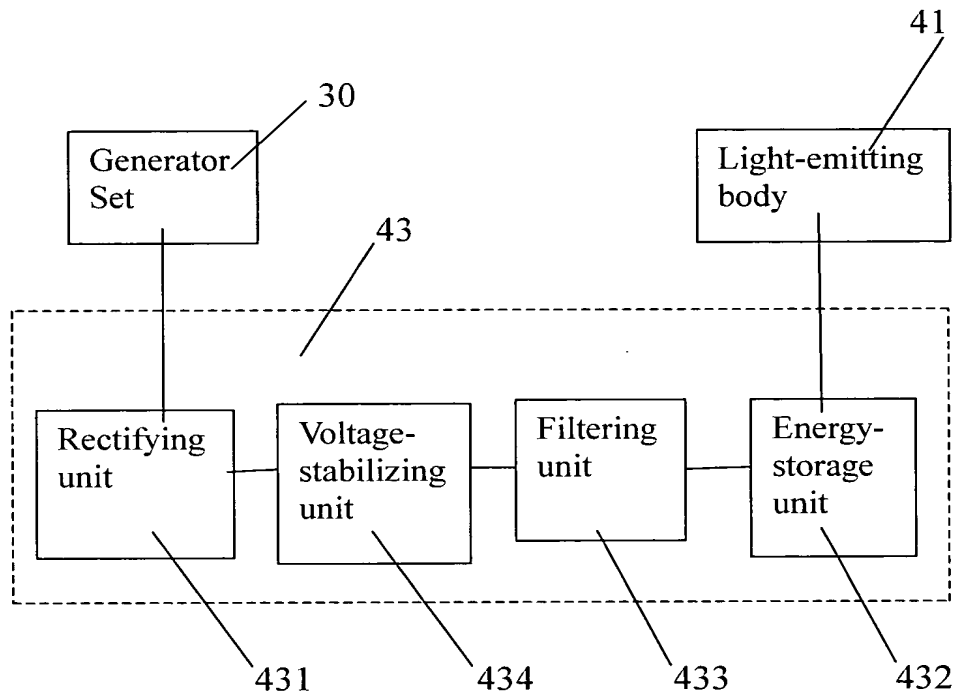 41
30
Generator
Set
Light-emitting
body
43
Rectifying
unit
Voltage-
stabilizing
unit
Filtering
unit
Energy-
storage
unit
431
434
433
432